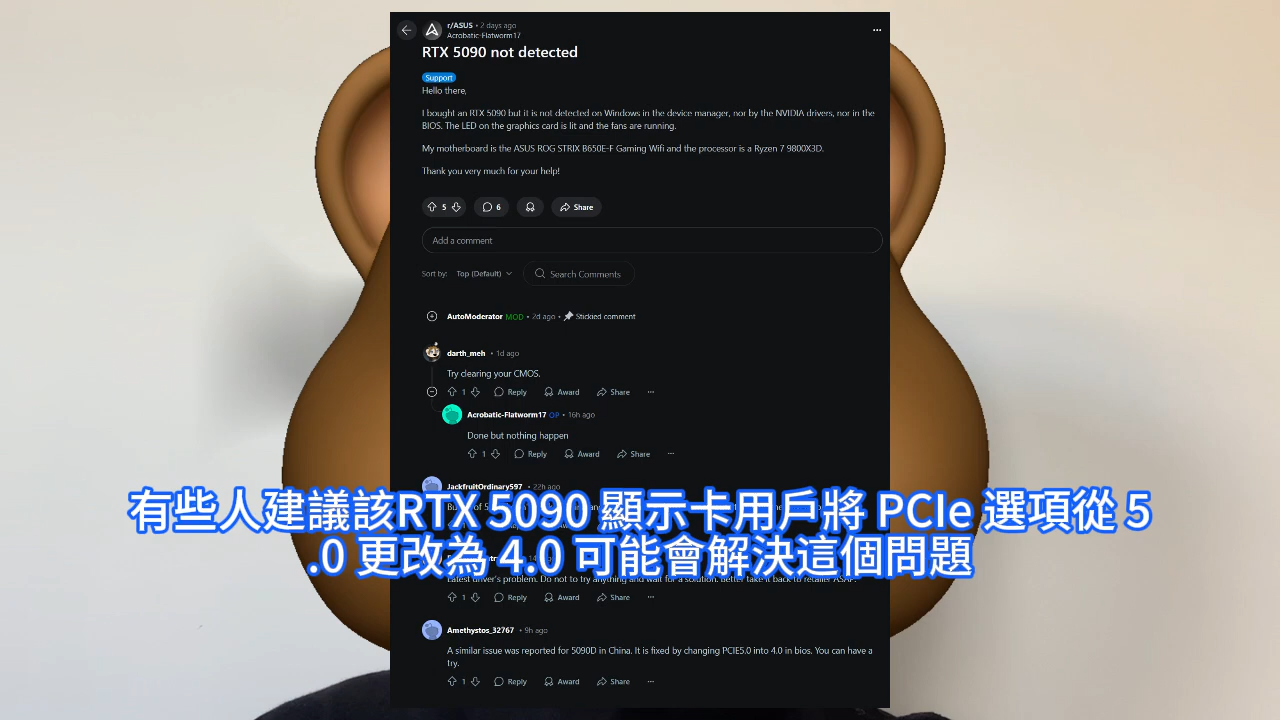 r/ASUS • 2 days ago
Acrobatic-Flatworm17
RTX 5090 not detected
Support
Hello there,
I bought an RTX 5090 but it is not detected on Windows in the device manager, nor by the NVIDIA drivers, nor in the
BIOS. The LED on the graphics card is lit and the fans are running.
My motherboard is the ASUS ROG STRIX B650E-F Gaming Wifi and the processor is a Ryzen 7 9800X3D.
Thank you very much for your help!
5 6 Share
Add a comment
Sort by: Top (Default) Search Comments
AutoModerator MOD • 2d ago • Stickied comment
darth_meh • 1d ago
Try clearing your CMOS.
1 Reply Award Share
Acrobatic-Flatworm17 OP • 16h ago
Done but nothing happen
1 Reply Award Share
JackfruitOrdinary597 • 22h ago
有些人建議該RTX 5090 顯示卡用戶將 PCIe 選項從 5
.0 更改為 4.0 可能會解決這個問題
Latest driver's problem. Do not to try anything and wait for a solution. Better take it back to retailer ASAP.
1 Reply Award Share
Amethystos_32767 • 9h ago
A similar issue was reported for 5090D in China. It is fixed by changing PCIE5.0 into 4.0 in bios. You can have a
try.
1 Reply Award Share